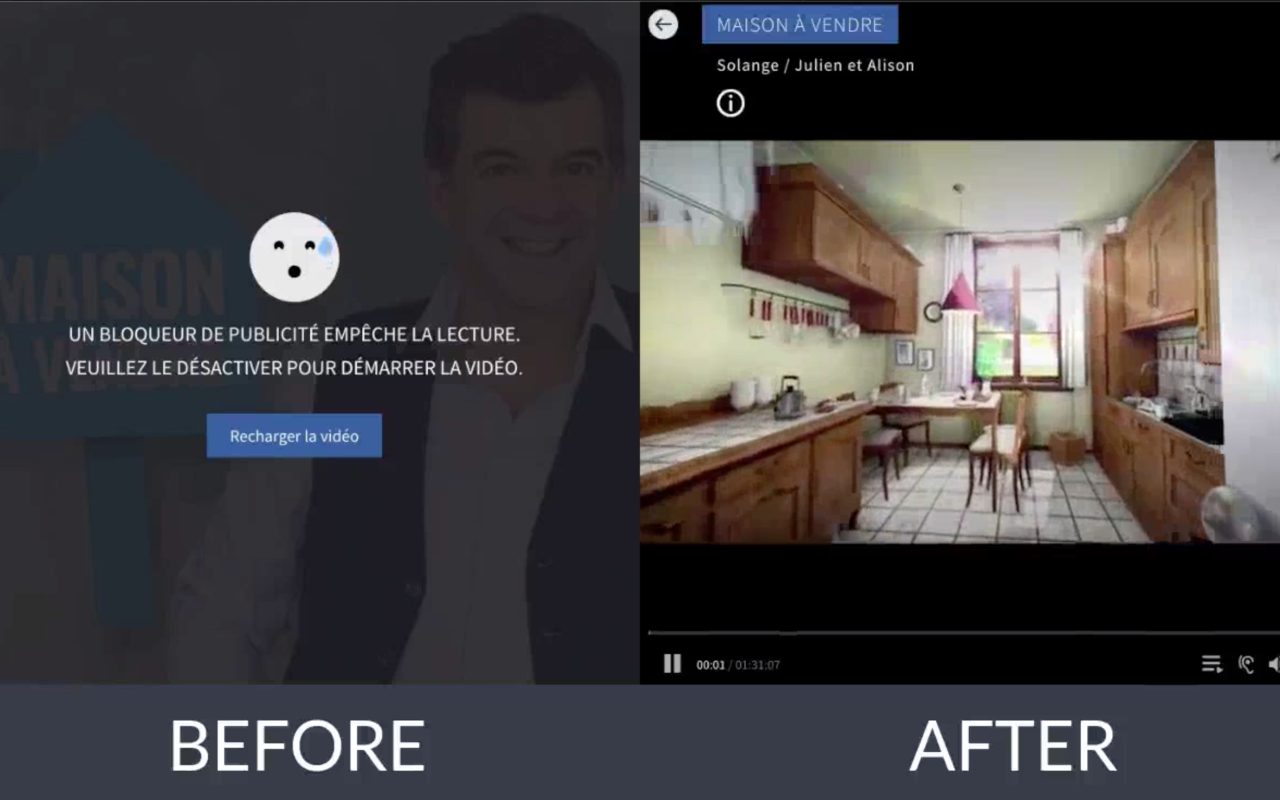 MAISON
À VENDRE
UN BLOQUEUR DE PUBLICITÉ EMPÊCHE LA LECTURE.
VEUILLEZ LE DÉSACTIVER POUR DÉMARRER LA VIDÉO.
Recharger la vidéo
BEFORE
MAISON À VENDRE
Solange / Julien et Alison
00:01 / 01:31:07
AFTER